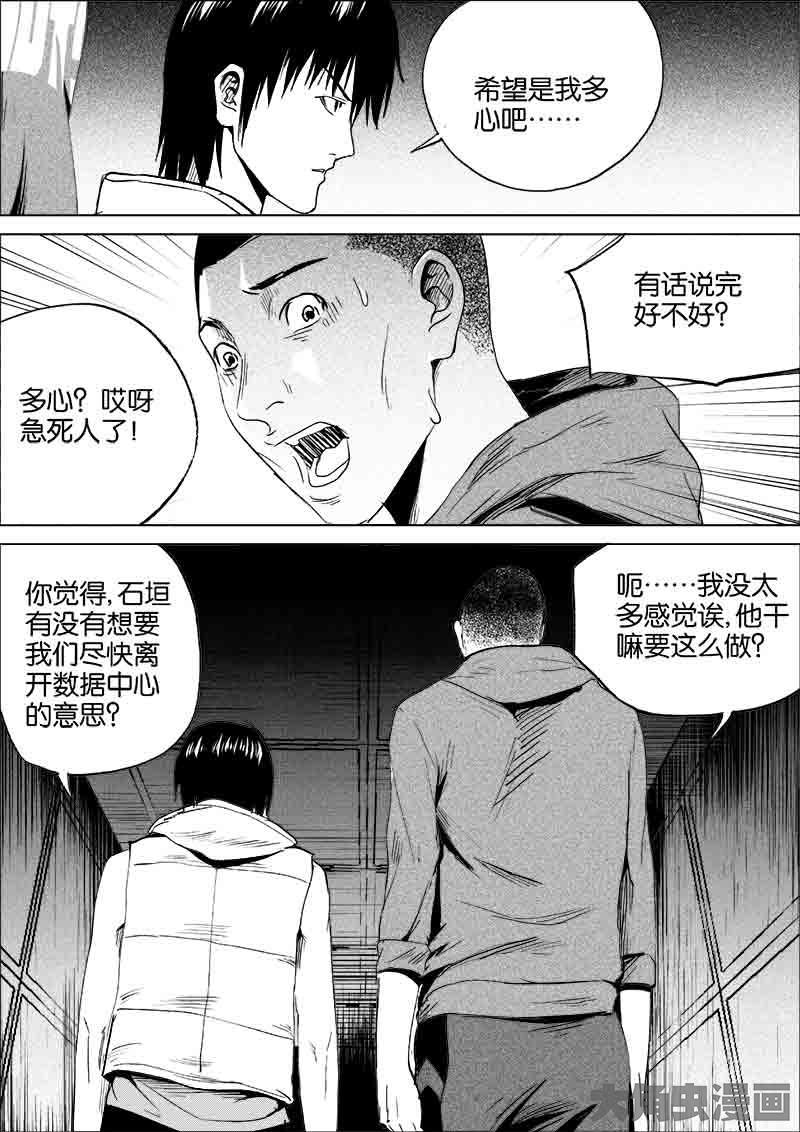 希望是我多
心吧……
有话说完
好不好？
多心？哎呀
急死人了！
你觉得，石垣
有没有想要
我们尽快离
开数据中心
的意思？
呃……我没太
多感觉诶，他干
嘛要这么做？
大角虫漫画